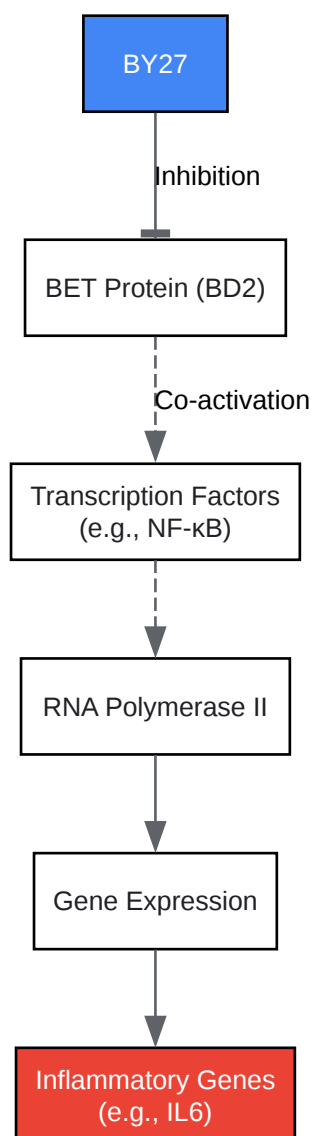 BY27
Inhibition
BET Protein (BD2)
Co-activation
Transcription Factors
(e.g., NF-κB)
RNA Polymerase II
Gene Expression
Inflammatory Genes
(e.g., IL6)